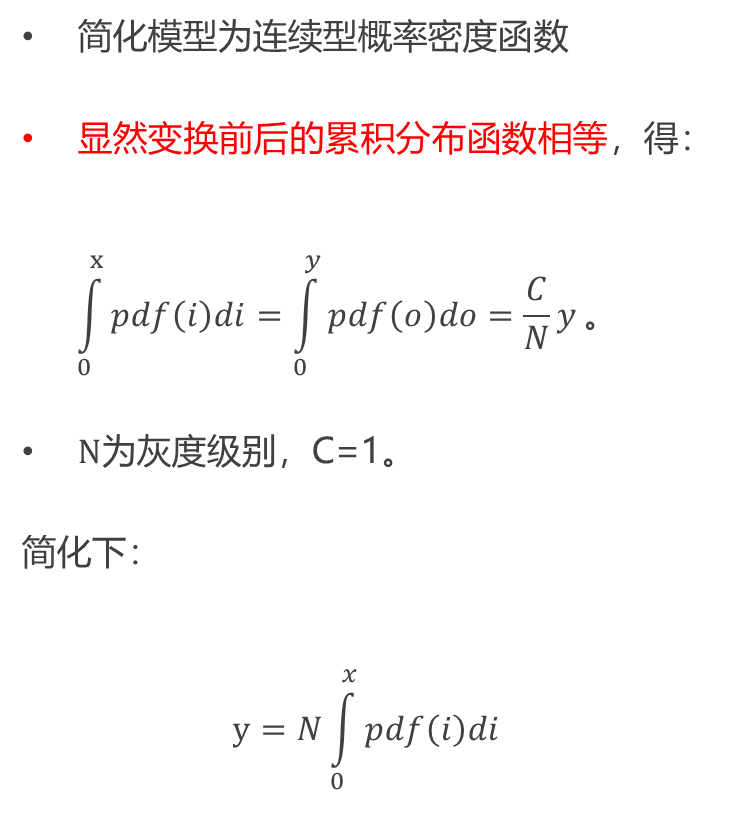 • 简化模型为连续型概率密度函数
• 显然变换前后的累积分布函数相等，得：
∫₀ˣ pdf(i)di = ∫₀ʸ pdf(o)do = C/N y 。
• N为灰度级别，C=1。
简化下：
y = N ∫₀ˣ pdf(i)di